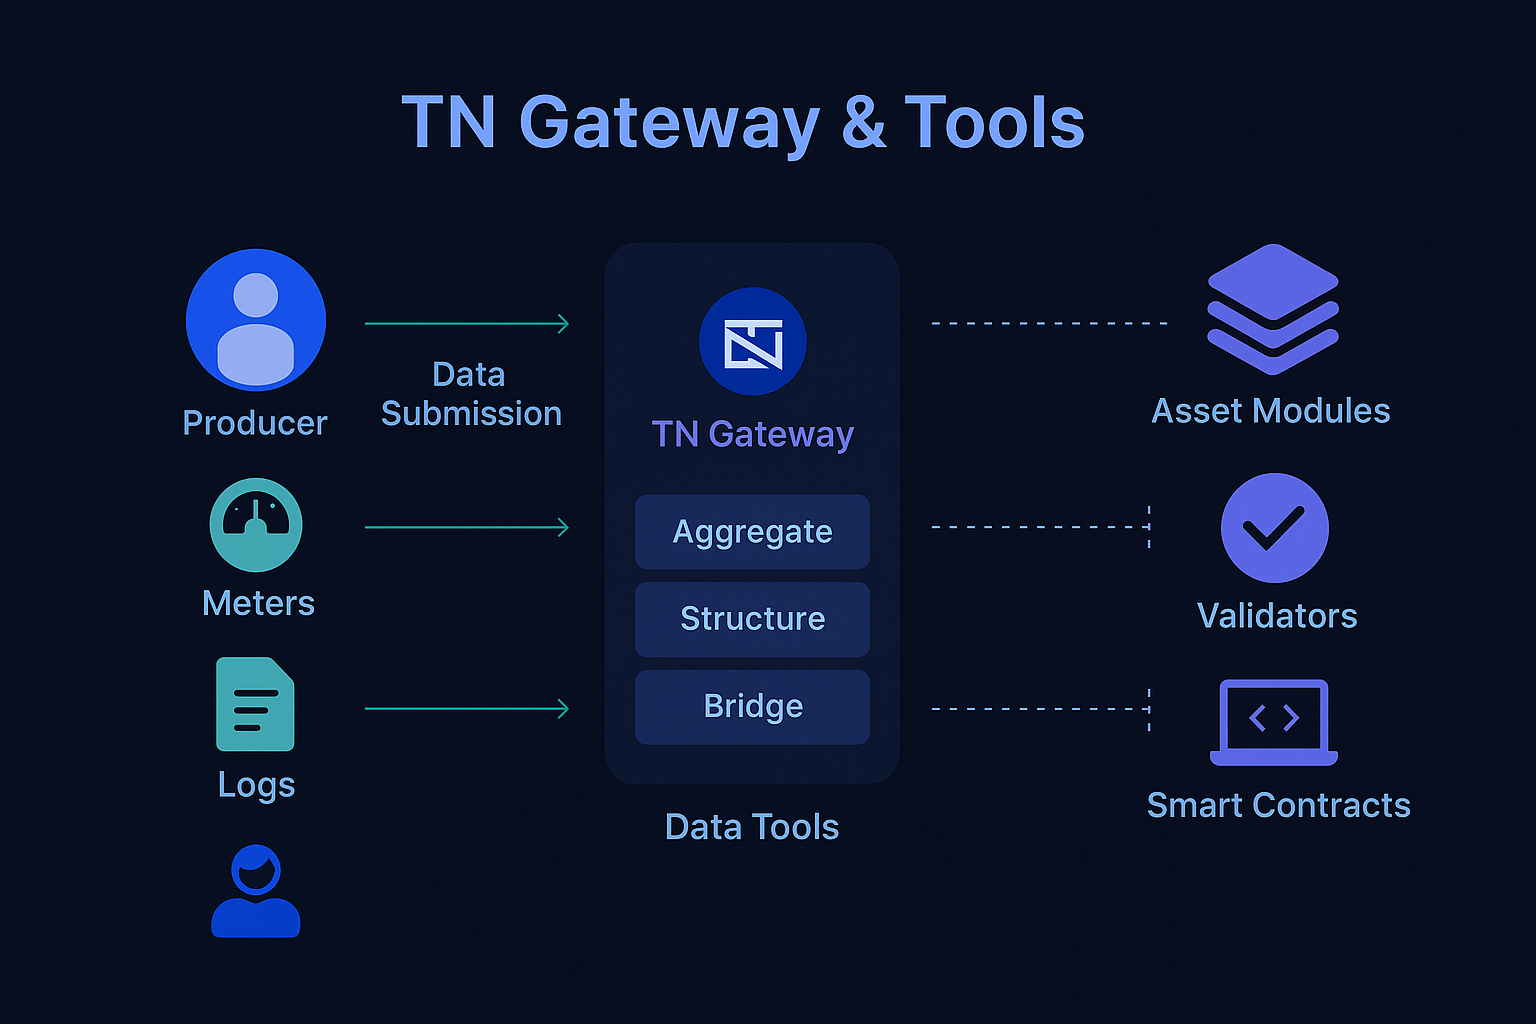 TN Gateway & Tools
Producer
Data
Submission
Meters
Logs
TN Gateway
Aggregate
Structure
Bridge
Data Tools
Asset Modules
Validators
Smart Contracts